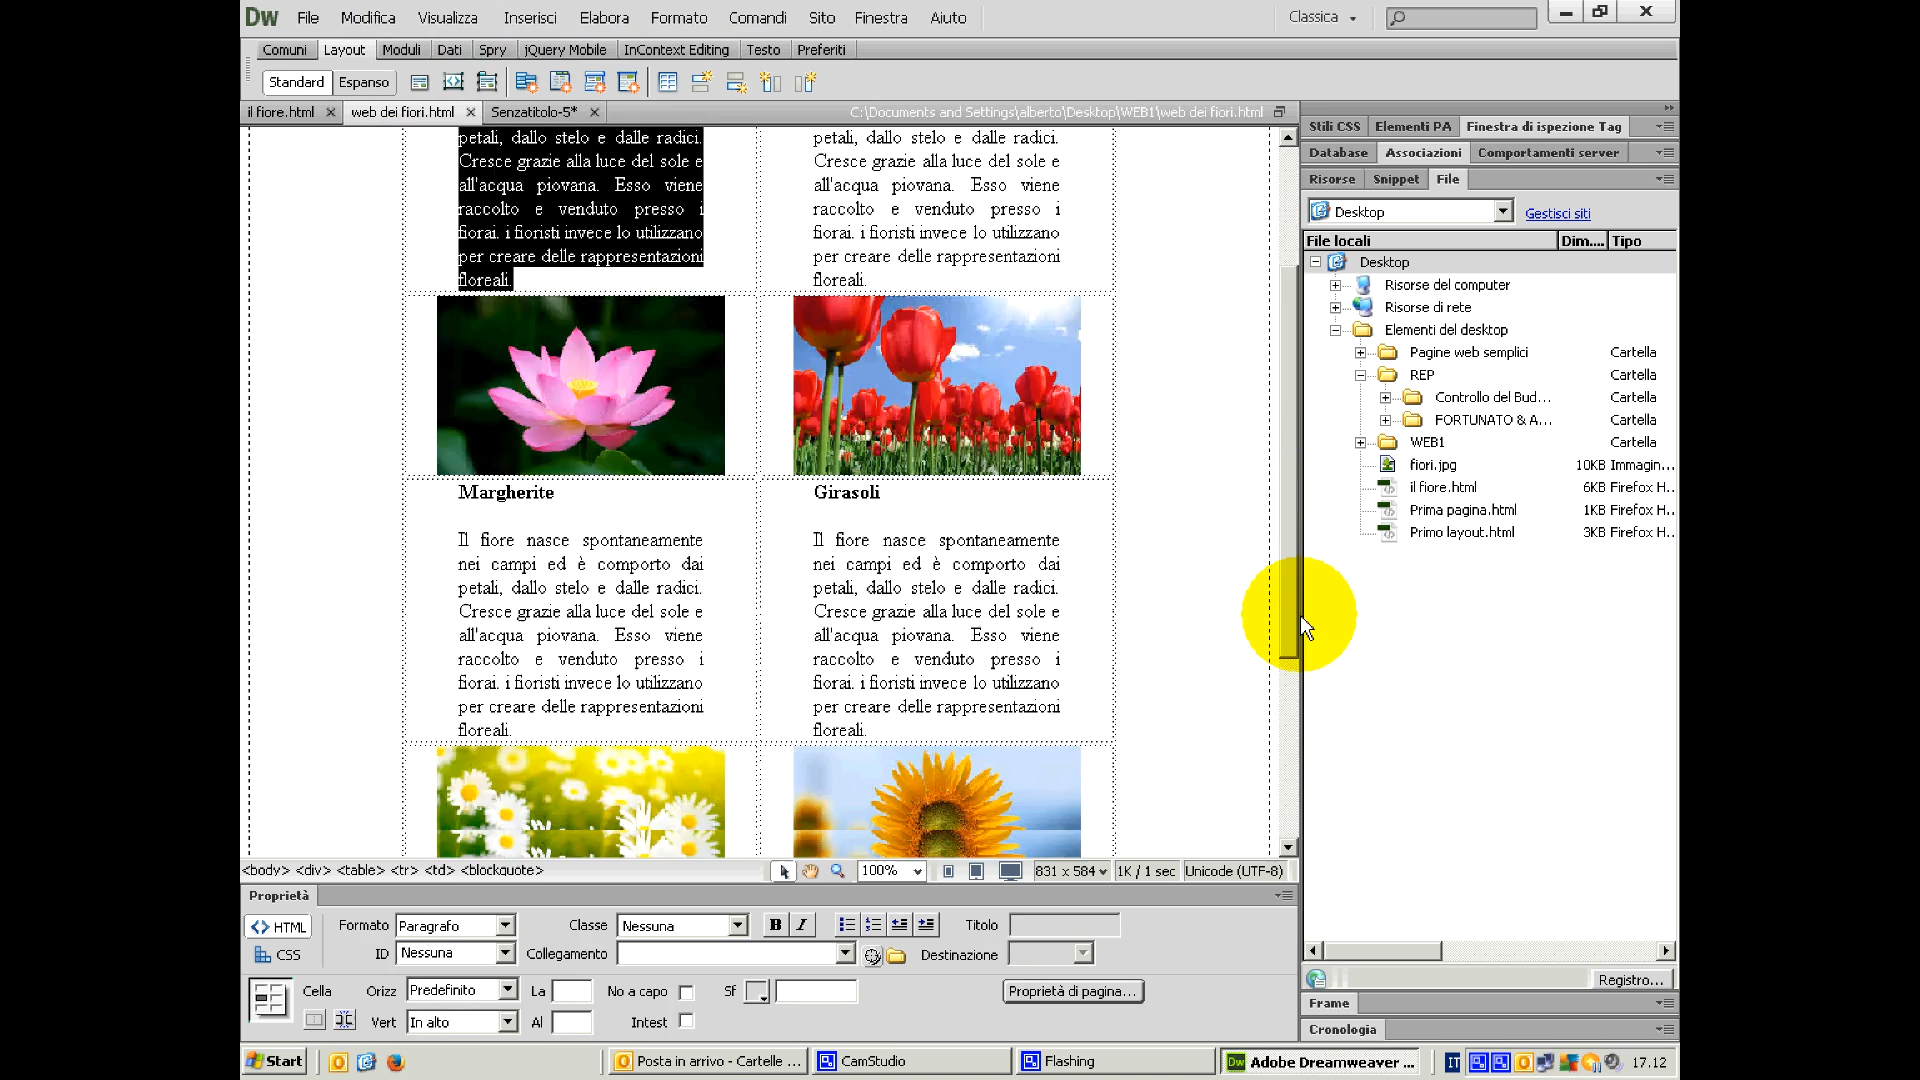 Dw File Modifica Visualizza Inserisci Elabora Formato Comandi Sito Finestra Aiuto Classica
Comuni Layout Moduli Dati Spry jQuery Mobile InContext Editing Testo Preferiti
Standard Espanso
il fiore.html web dei fiori.html Senzatitolo-5* C:\Documents and Settings\alberto\Desktop\WEB1\web dei fiori.html
petali, dallo stelo e dalle radici.
Cresce grazie alla luce del sole e
all'acqua piovana. Esso viene
raccolto e venduto presso i
fiorai. i fioristi invece lo utilizzano
per creare delle rappresentazioni
floreali.
petali, dallo stelo e dalle radici.
Cresce grazie alla luce del sole e
all'acqua piovana. Esso viene
raccolto e venduto presso i
fiorai. i fioristi invece lo utilizzano
per creare delle rappresentazioni
floreali.
Margherite
Il fiore nasce spontaneamente
nei campi ed è comporto dai
petali, dallo stelo e dalle radici.
Cresce grazie alla luce del sole e
all'acqua piovana. Esso viene
raccolto e venduto presso i
fiorai. i fioristi invece lo utilizzano
per creare delle rappresentazioni
floreali.
Girasoli
Il fiore nasce spontaneamente
nei campi ed è comporto dai
petali, dallo stelo e dalle radici.
Cresce grazie alla luce del sole e
all'acqua piovana. Esso viene
raccolto e venduto presso i
fiorai. i fioristi invece lo utilizzano
per creare delle rappresentazioni
floreali.
Stili CSS Elementi PA Finestra di ispezione Tag
Database Associazioni Comportamenti server
Risorse Snippet File
Desktop Gestisci siti
File locali Dim.... Tipo
Desktop
Risorse del computer
Risorse di rete
Elementi del desktop
Pagine web semplici Cartella
REP Cartella
Controllo del Bud... Cartella
FORTUNATO & A... Cartella
WEB1 Cartella
fiori.jpg 10KB Immagin...
il fiore.html 6KB Firefox H...
Prima pagina.html 1KB Firefox H...
Primo layout.html 3KB Firefox H...
Registro...
Frame
Cronologia
<body> <div> <table> <tr> <td> <blockquote> 100% 831 x 584 1K / 1 sec Unicode (UTF-8)
Proprietà
HTML Formato Paragrafo Classe Nessuna B I Titolo
CSS ID Nessuna Collegamento Destinazione
Cella Orizz Predefinito La No a capo Sf Proprietà di pagina...
Vert In alto Al Intest
Start Posta in arrivo - Cartelle ... CamStudio Flashing Dw Adobe Dreamweaver ... IT 17.12